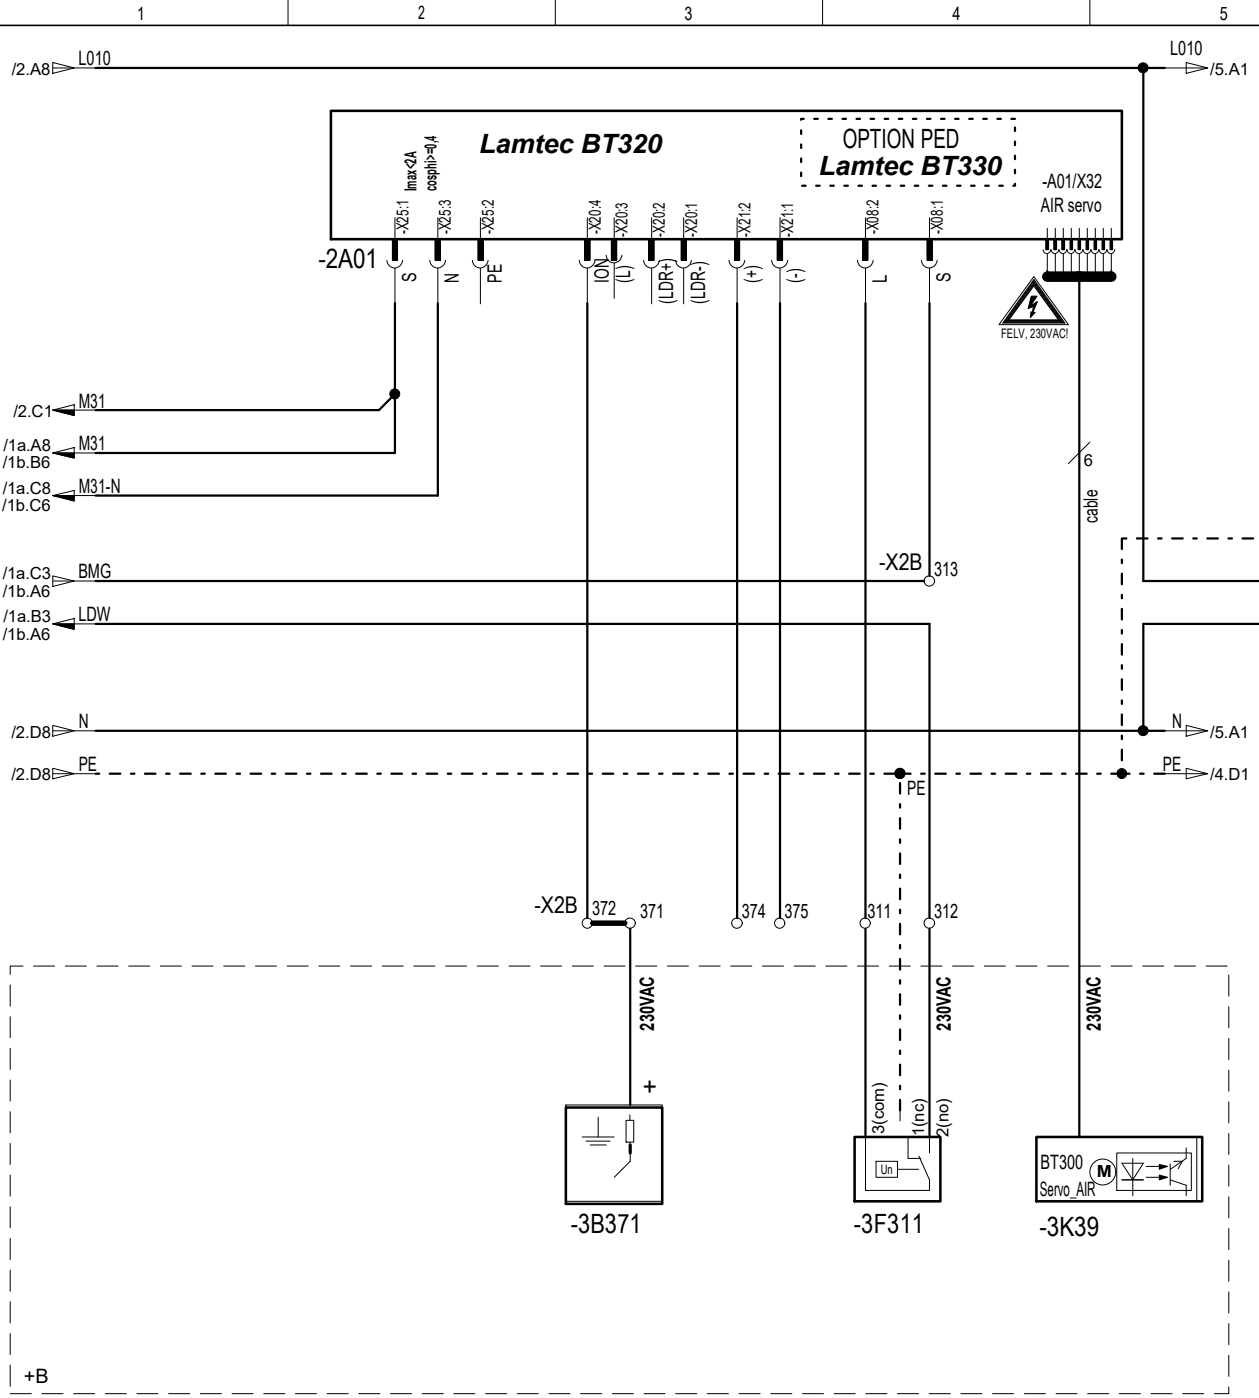 1 2 3 4 5
/2.A8 L010
L010 /5.A1
Lamtec BT320
OPTION PED
Lamtec BT330
Imax<2A
cosphi>=0,4
-A01/X32
AIR servo
-X25:1 -X25:3 -X25:2 -X20:4 -X20:3 -X20:2 -X20:1 -X21:2 -X21:1 -X08:2 -X08:1
-2A01
S N PE ION (L) (LDR+) (LDR-) (+) (-) L S
FELV, 230VAC!
/2.C1 M31
/1a.A8 M31
/1b.B6
/1a.C8 M31-N
/1b.C6
6
cable
/1a.C3 BMG
/1b.A6
-X2B 313
/1a.B3 LDW
/1b.A6
/2.D8 N
N /5.A1
/2.D8 PE
PE /4.D1
PE
-X2B 372 371 374 375 311 312
230VAC 230VAC 230VAC
+
3(com) 1(nc) 2(no)
Un
BT300
Servo_AIR
M
-3B371
-3F311
-3K39
+B